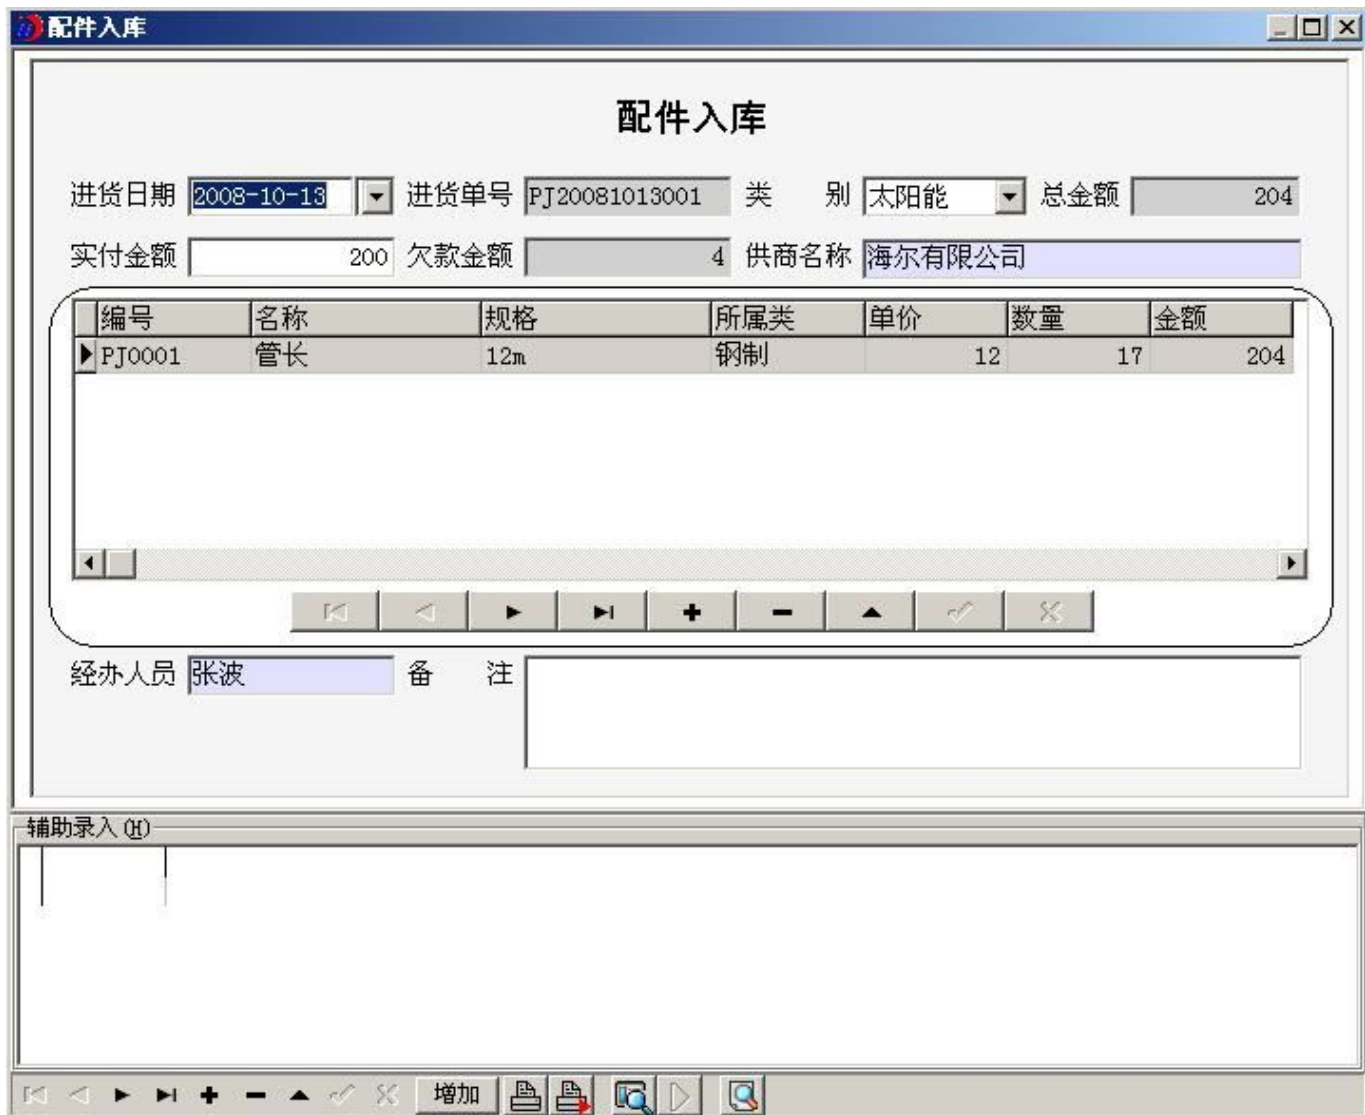 配件入库
配件入库
进货日期 2008-10-13 进货单号 PJ20081013001 类 别 太阳能 总金额 204
实付金额 200 欠款金额 4 供商名称 海尔有限公司
编号 名称 规格 所属类 单价 数量 金额
PJ0001 管长 12m 钢制 12 17 204
经办人员 张波 备 注
辅助录入(H)
增加